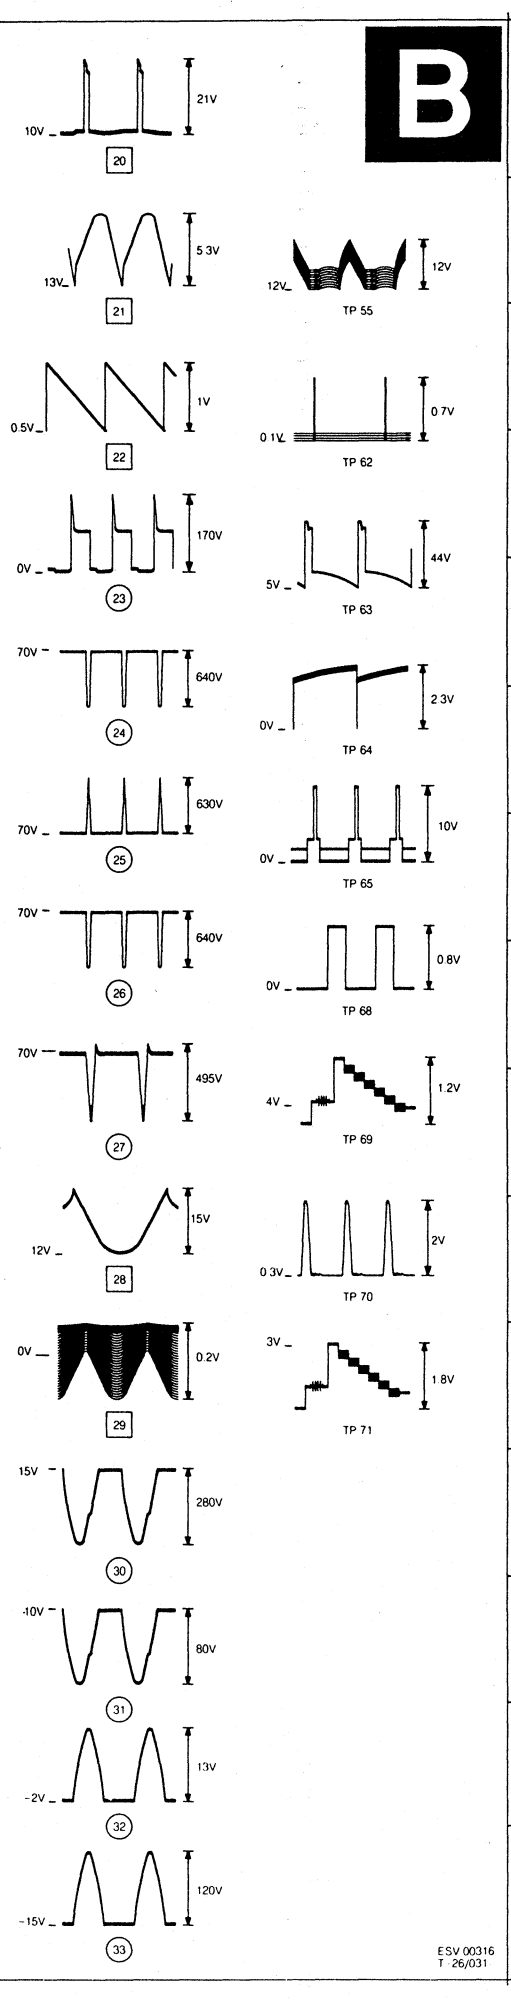 B
21V
10V
20
5 3V
13V
21
1V
0 5V
22
170V
0V
23
70V
640V
24
630V
70V
25
70V
640V
26
70V
495V
27
15V
12V
28
0V
0.2V
29
15V
280V
30
-10V
80V
31
13V
-2V
32
120V
-15V
33
12V
12V
TP 55
0 7V
0 1V
TP 62
44V
5V
TP 63
2 3V
0V
TP 64
10V
0V
TP 65
0.8V
0V
TP 68
1.2V
4V
TP 69
2V
0 3V
TP 70
3V
1.8V
TP 71
ESV 00316
T-26/031